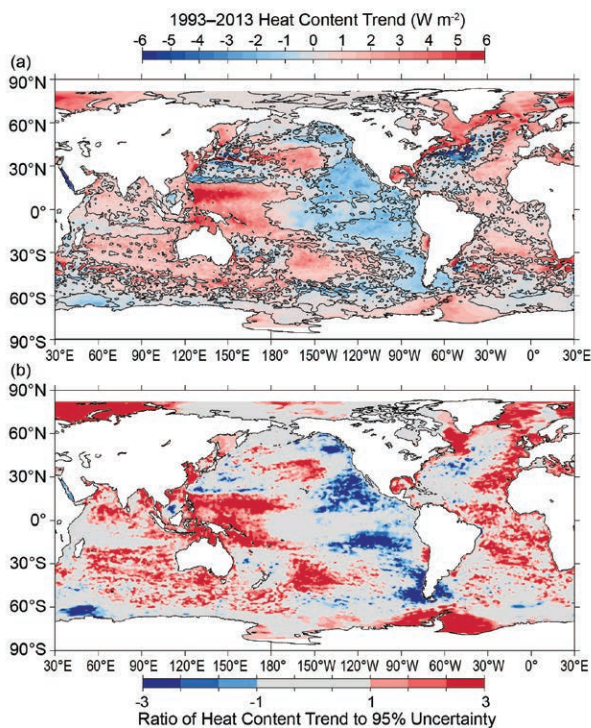 1993–2013 Heat Content Trend (W m⁻²)
-6 -5 -4 -3 -2 -1 0 1 2 3 4 5 6
(a)
90°N
60°N
30°N
0°
30°S
60°S
90°S
30°E 60°E 90°E 120°E 150°E 180° 150°W 120°W 90°W 60°W 30°W 0° 30°E
(b)
90°N
60°N
30°N
0°
30°S
60°S
90°S
30°E 60°E 90°E 120°E 150°E 180° 150°W 120°W 90°W 60°W 30°W 0° 30°E
-3 -1 1 3
Ratio of Heat Content Trend to 95% Uncertainty